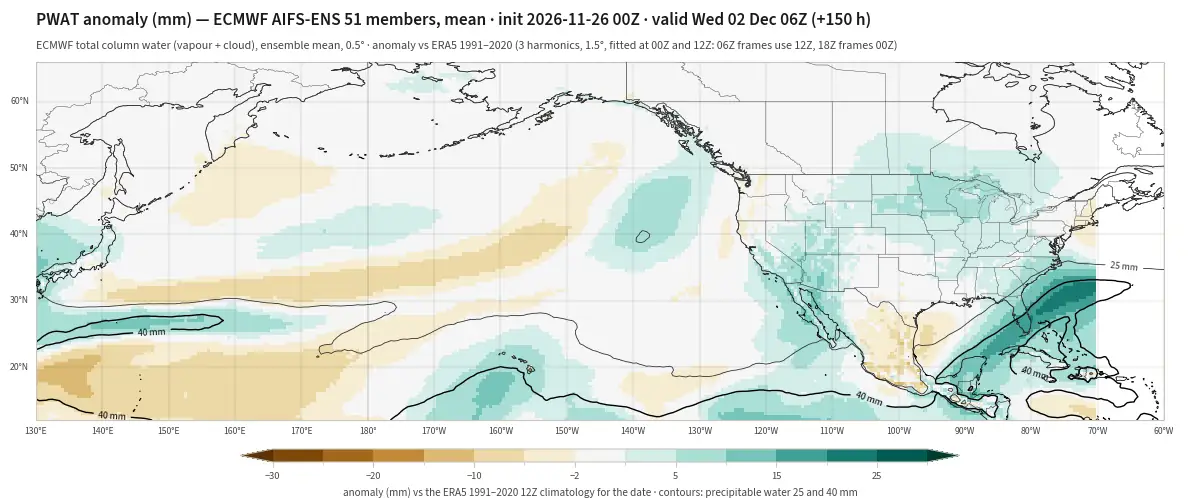 PWAT anomaly (mm) — ECMWF AIFS-ENS 51 members, mean · init 2026-11-26 00Z · valid Wed 02 Dec 06Z (+150 h)
ECMWF total column water (vapour + cloud), ensemble mean, 0.5° · anomaly vs ERA5 1991–2020 (3 harmonics, 1.5°, fitted at 00Z and 12Z: 06Z frames use 12Z, 18Z frames 00Z)
60°N
50°N
40°N
25 mm
30°N
40 mm
20°N
40 mm
40 mm
40 mm
130°E 140°E 150°E 160°E 170°E 180° 170°W 160°W 150°W 140°W 130°W 120°W 110°W 100°W 90°W 80°W 70°W 60°W
−30 −20 −10 −2 5 15 25
anomaly (mm) vs the ERA5 1991–2020 12Z climatology for the date · contours: precipitable water 25 and 40 mm